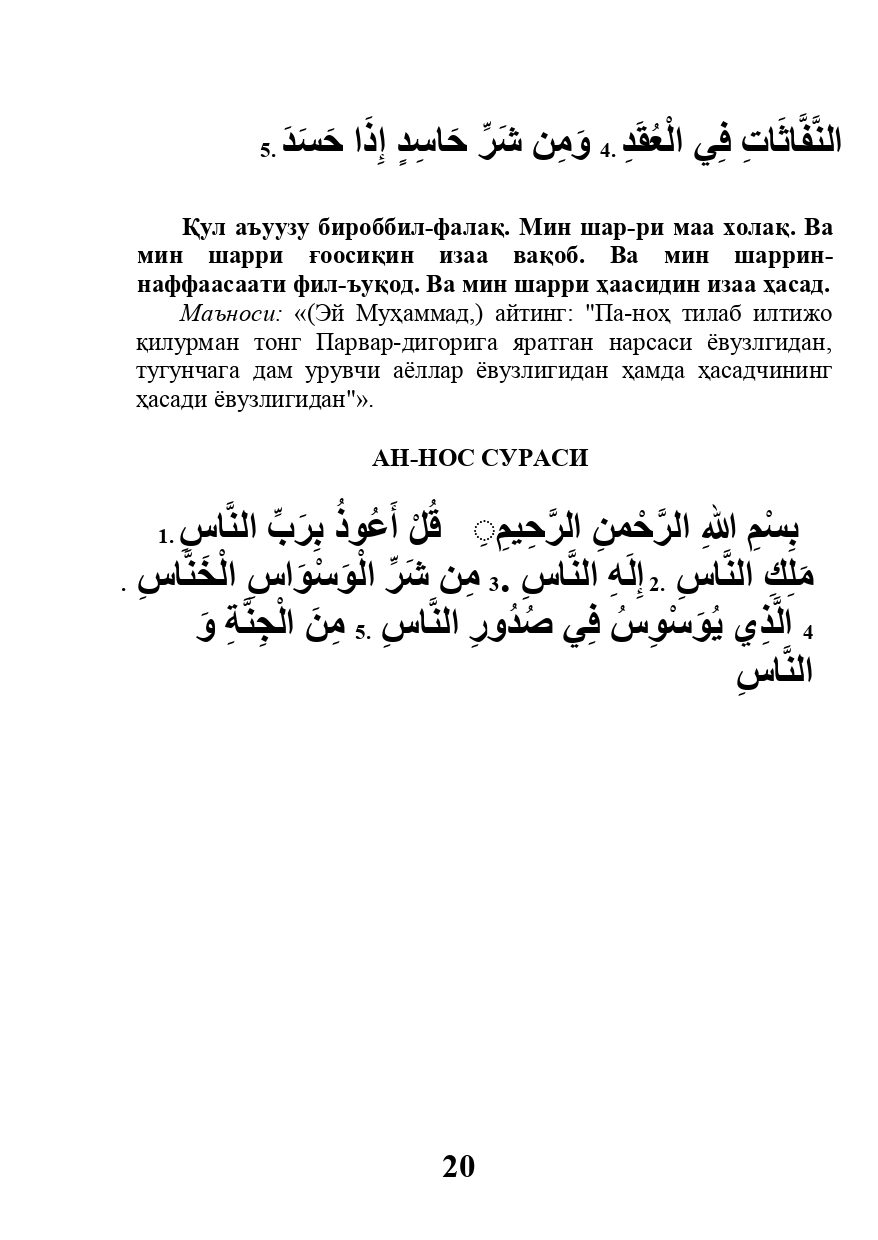 النَّفَّاثَاتِ فِي الْعُقَدِ .4 وَمِن شَرِّ حَاسِدٍ إِذَا حَسَدَ .5
Қул аъуузу бироббил-фалақ. Мин шар-ри маа холақ. Ва
мин шарри ғоосиқин изаа вақоб. Ва мин шаррин-
наффаасаати фил-ъуқод. Ва мин шарри ҳаасидин изаа ҳасад.
Маъноси: «(Эй Муҳаммад,) айтинг: "Па-ноҳ тилаб илтижо
қилурман тонг Парвар-дигорига яратган нарсаси ёвузлгидан,
тугунчага дам урувчи аёллар ёвузлигидан ҳамда ҳасадчининг
ҳасади ёвузлигидан"».
АН-НОС СУРАСИ
بِسْمِ اللهِ الرَّحْمنِ الرَّحِيمِِ قُلْ أَعُوذُ بِرَبِّ النَّاسِ .1
مَلِكِ النَّاسِ .2 إِلَهِ النَّاسِ .3 مِن شَرِّ الْوَسْوَاسِ الْخَنَّاسِ .
4 الَّذِي يُوَسْوِسُ فِي صُدُورِ النَّاسِ .5 مِنَ الْجِنَّةِ وَ
النَّاسِ
20